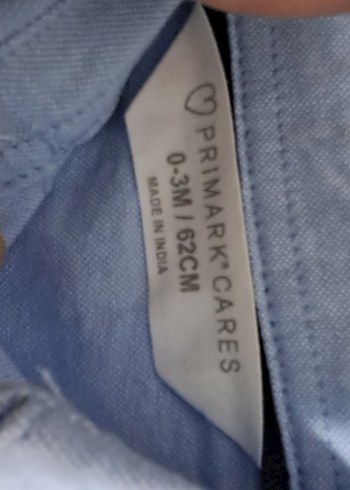 ♡ PRIMARK® CARES
0-3M / 62CM
MADE IN INDIA